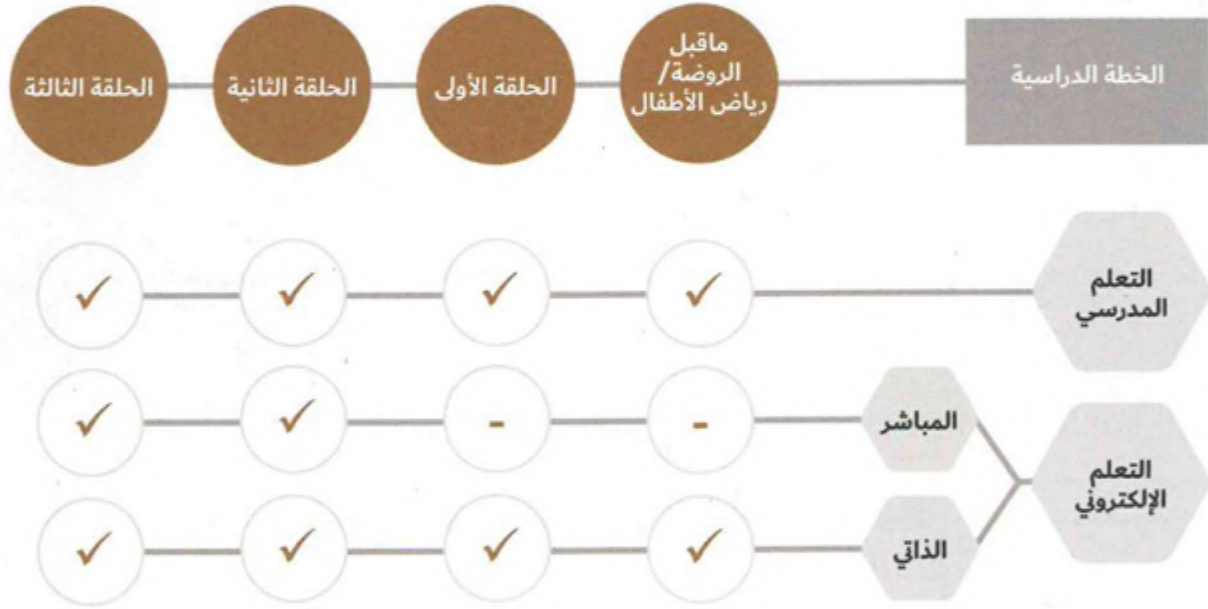 الخطة الدراسية
ماقبل
الروضة/
رياض الأطفال
الحلقة الأولى
الحلقة الثانية
الحلقة الثالثة
التعلم
المدرسي
✓ ✓ ✓ ✓
التعلم
الإلكتروني
المباشر
- - ✓ ✓
الذاتي
✓ ✓ ✓ ✓